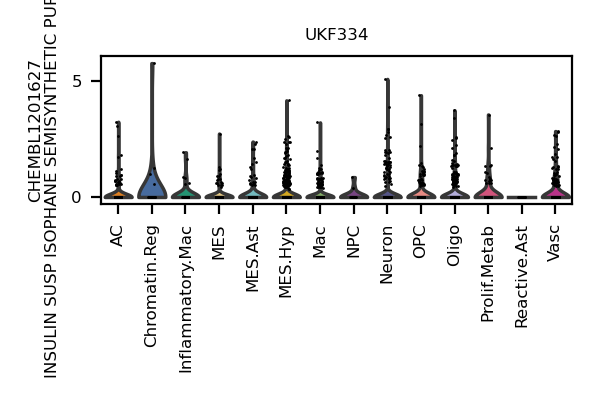 UKF334
CHEMBL1201627
INSULIN SUSP ISOPHANE SEMISYNTHETIC
5
0
AC
Chromatin.Reg
Inflammatory.Mac
MES
MES.Ast
MES.Hyp
Mac
NPC
Neuron
OPC
Oligo
Prolif.Metab
Reactive.Ast
Vasc